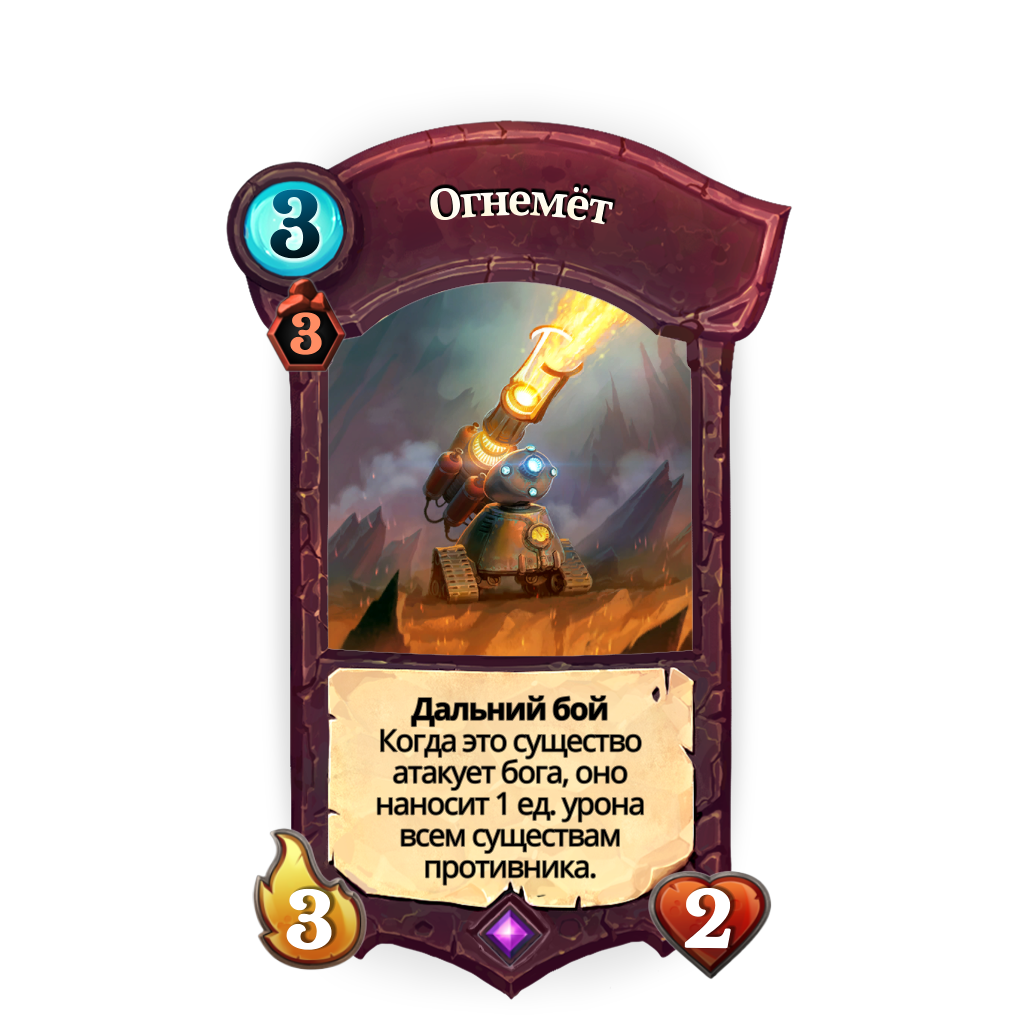 3
Огнемёт
3
Дальний бой
Когда это существо
атакует бога, оно
наносит 1 ед. урона
всем существам
противника.
3
2